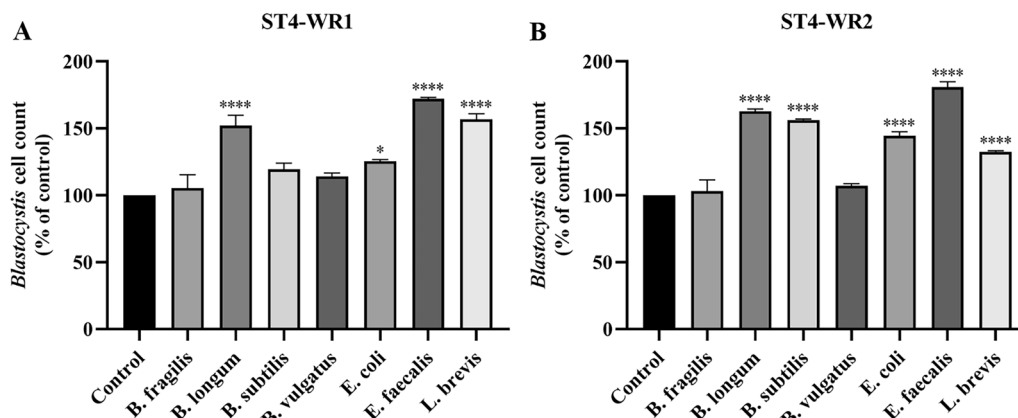 A
ST4-WR1
Blastocystis cell count
(% of control)
200
150
100
50
0
****
*
****
****
Control
B. fragilis
B. longum
B. subtilis
B. vulgatus
E. coli
E. faecalis
L. brevis
B
ST4-WR2
Blastocystis cell count
(% of control)
200
150
100
50
0
****
****
****
****
****
Control
B. fragilis
B. longum
B. subtilis
B. vulgatus
E. coli
E. faecalis
L. brevis